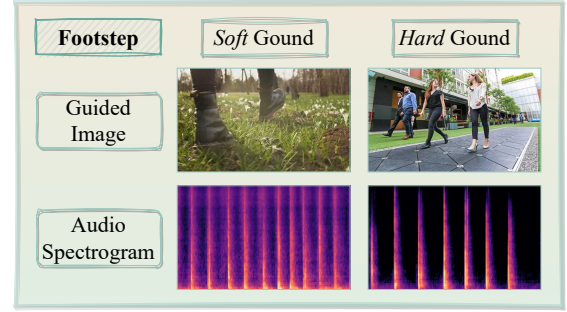 Footstep
Soft Gound
Hard Gound
Guided
Image
Audio
Spectrogram